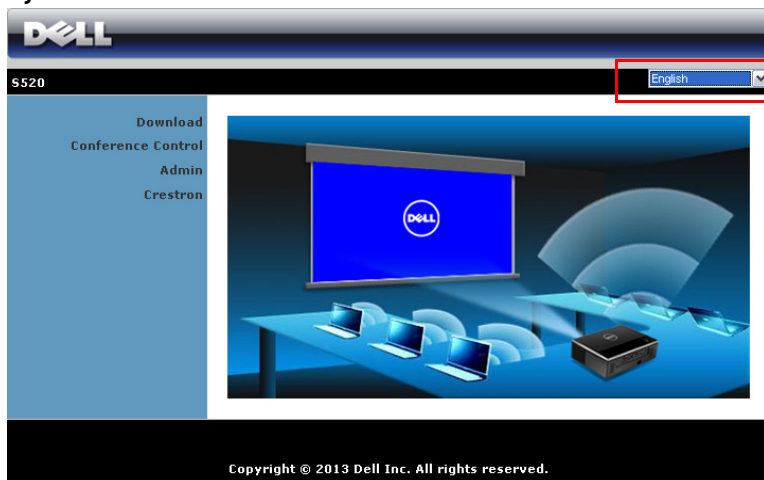 DELL
S520
English
Download
Conference Control
Admin
Crestron
DELL
Copyright © 2013 Dell Inc. All rights reserved.